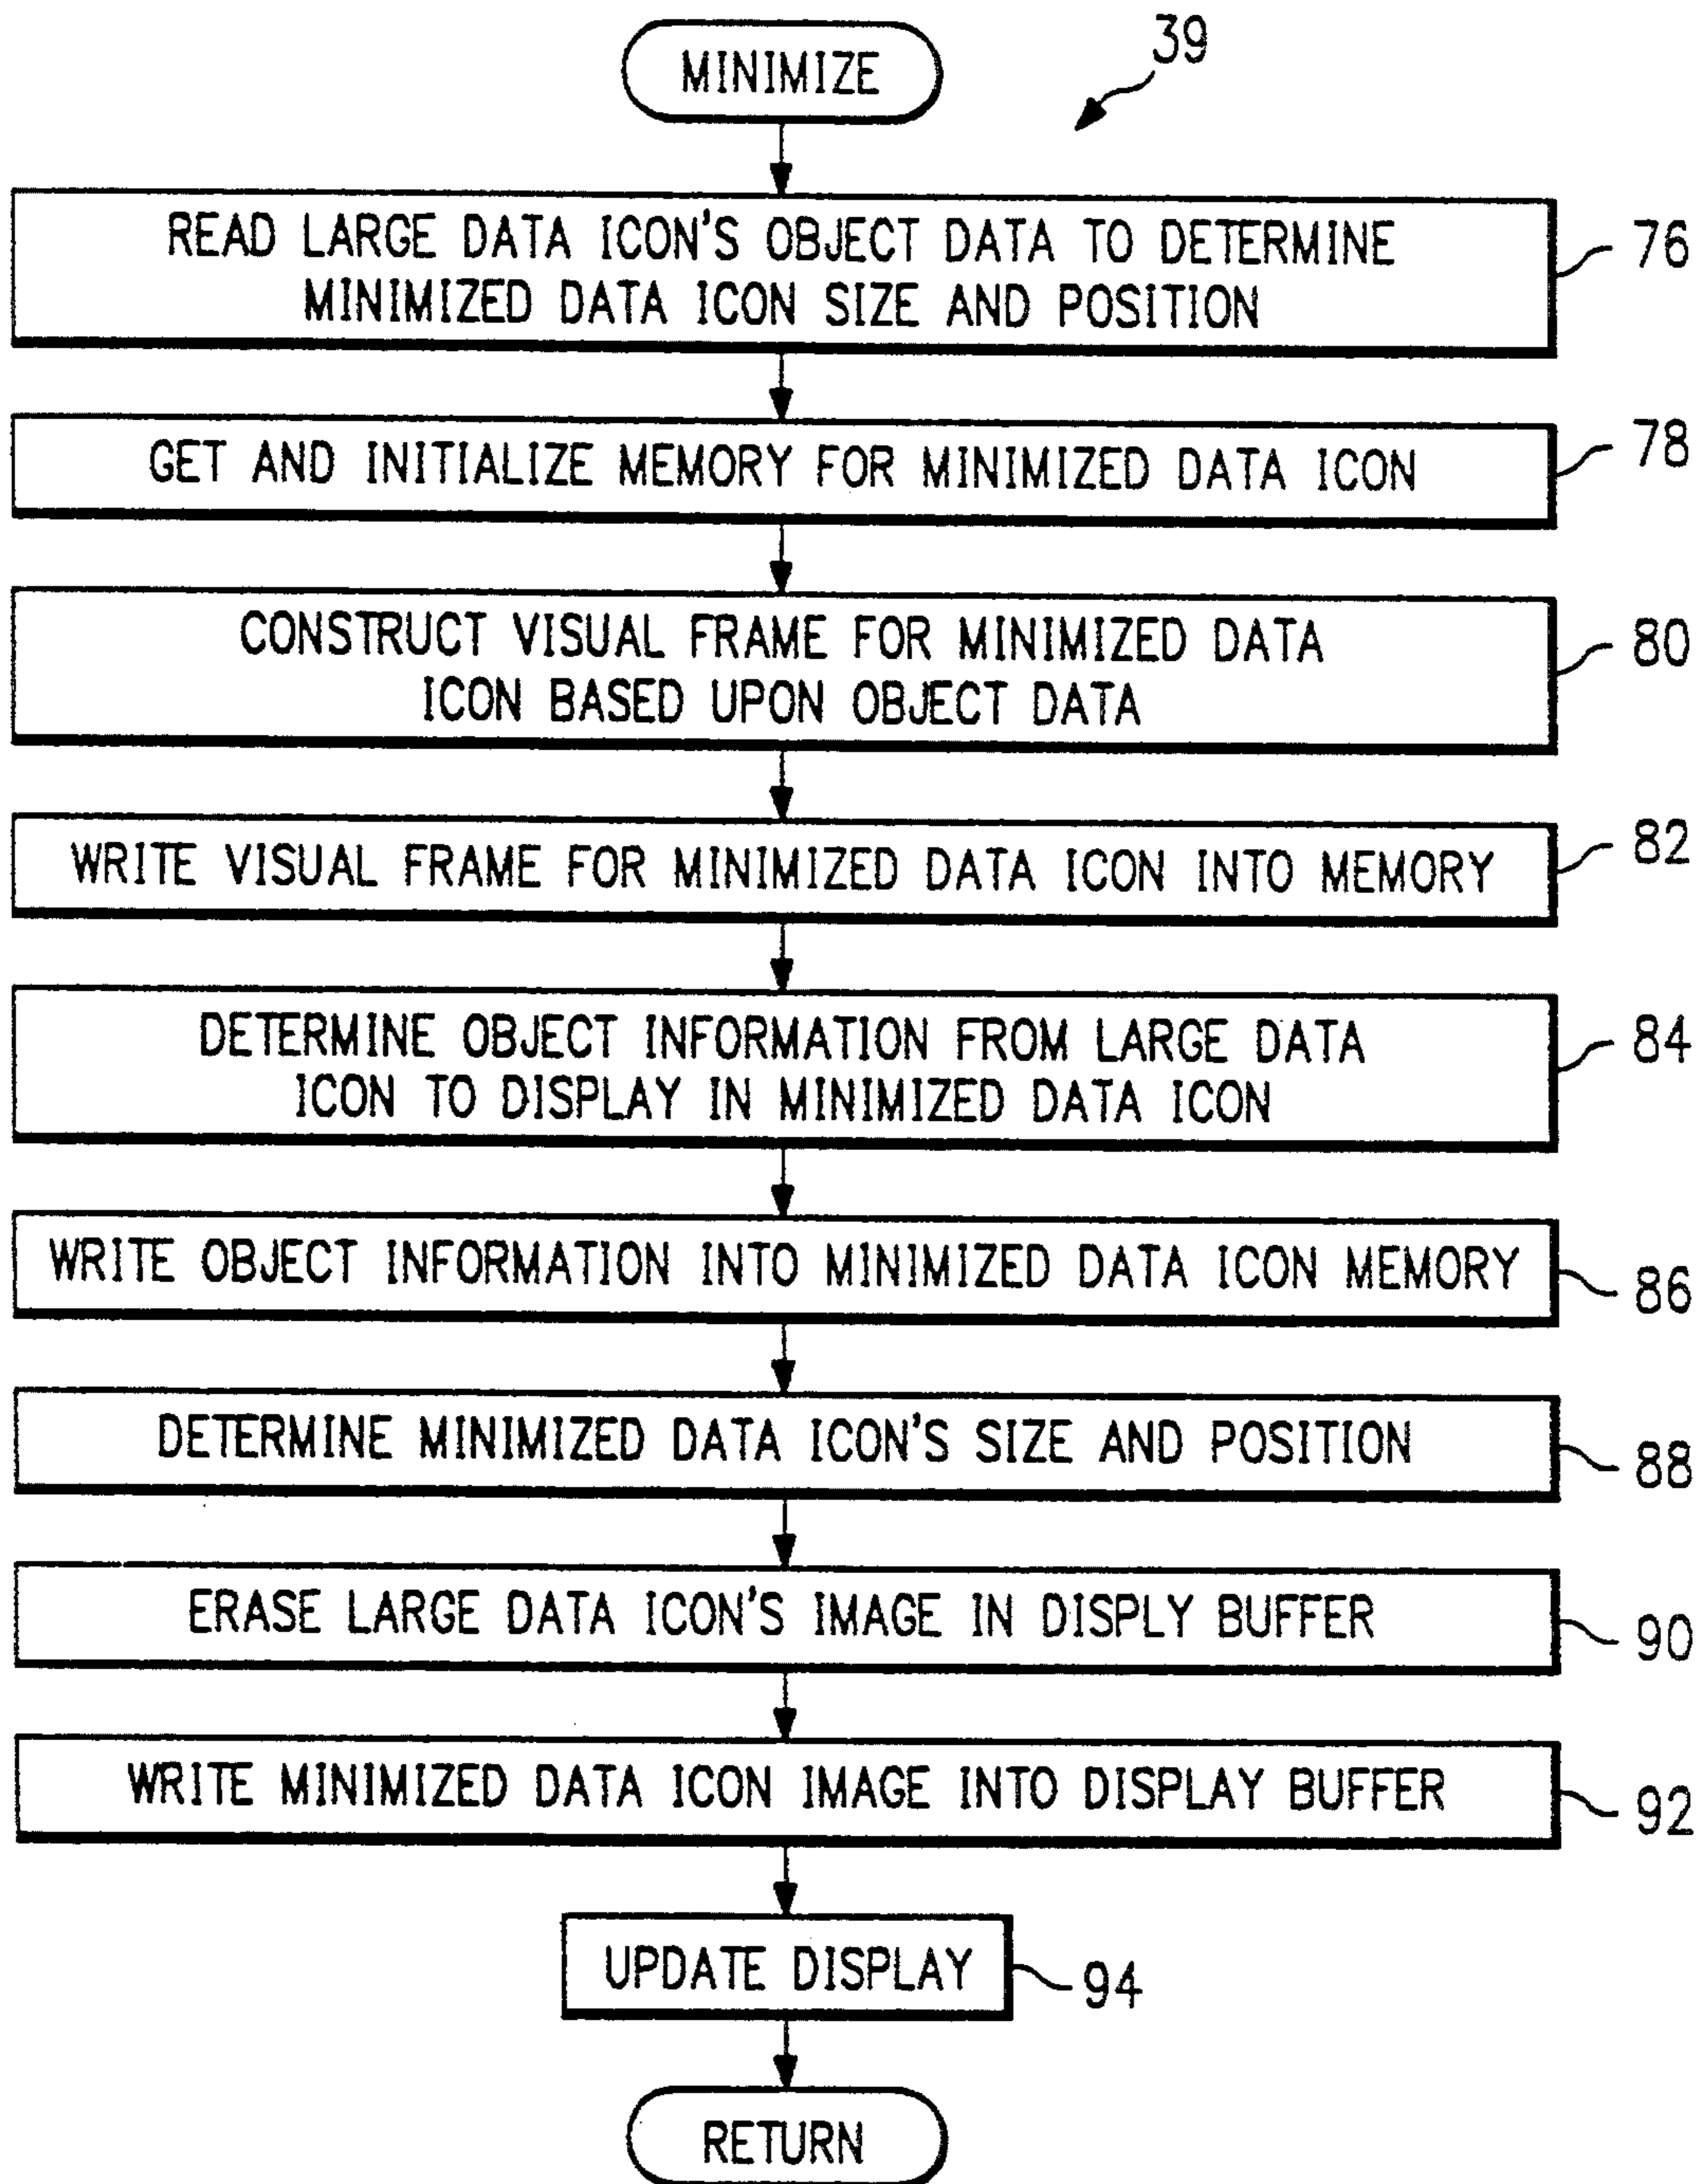 MINIMIZE
39
READ LARGE DATA ICON'S OBJECT DATA TO DETERMINE
MINIMIZED DATA ICON SIZE AND POSITION
76
GET AND INITIALIZE MEMORY FOR MINIMIZED DATA ICON
78
CONSTRUCT VISUAL FRAME FOR MINIMIZED DATA
ICON BASED UPON OBJECT DATA
80
WRITE VISUAL FRAME FOR MINIMIZED DATA ICON INTO MEMORY
82
DETERMINE OBJECT INFORMATION FROM LARGE DATA
ICON TO DISPLAY IN MINIMIZED DATA ICON
84
WRITE OBJECT INFORMATION INTO MINIMIZED DATA ICON MEMORY
86
DETERMINE MINIMIZED DATA ICON'S SIZE AND POSITION
88
ERASE LARGE DATA ICON'S IMAGE IN DISPLY BUFFER
90
WRITE MINIMIZED DATA ICON IMAGE INTO DISPLAY BUFFER
92
UPDATE DISPLAY
94
RETURN